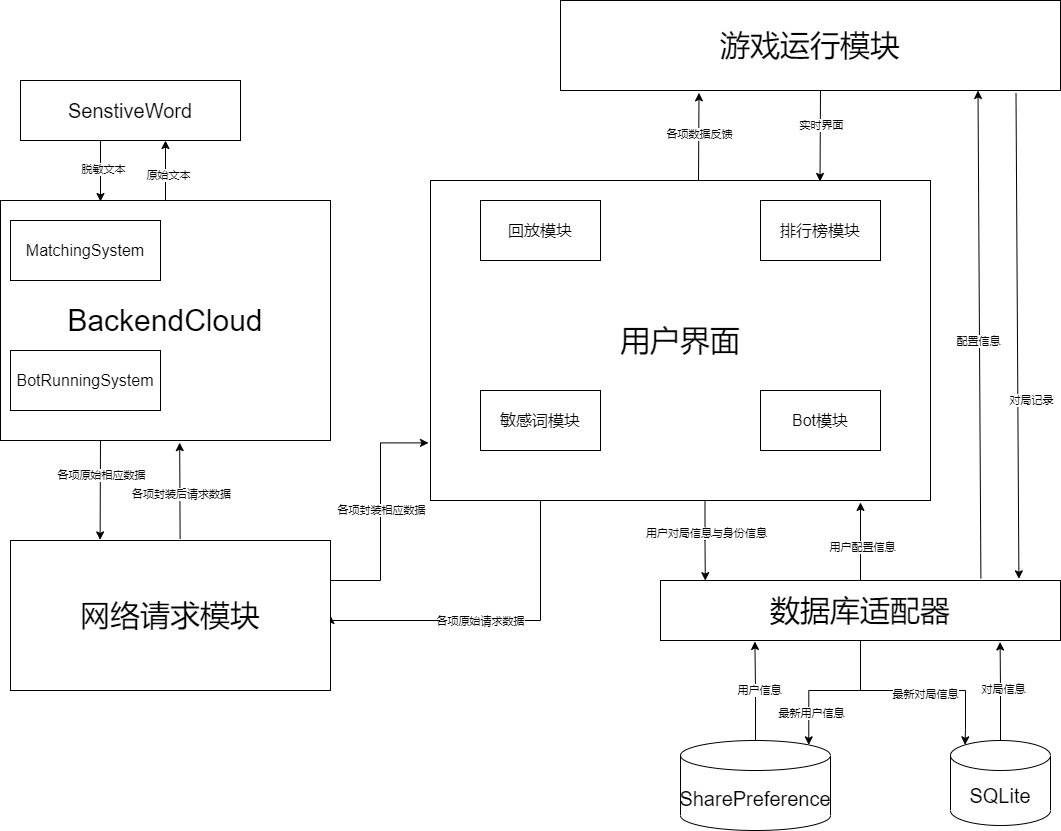 游戏运行模块
SenstiveWord
各项数据反馈
实时界面
脱敏文本
原始文本
回放模块
排行榜模块
MatchingSystem
BackendCloud
用户界面
配置信息
BotRunningSystem
对局记录
敏感词模块
Bot模块
各项原始相应数据
各项封装后请求数据
各项封装相应数据
用户对局信息与身份信息
用户配置信息
网络请求模块
数据库适配器
各项原始请求数据
用户信息
最新用户信息
最新对局信息
对局信息
SharePreference
SQLite